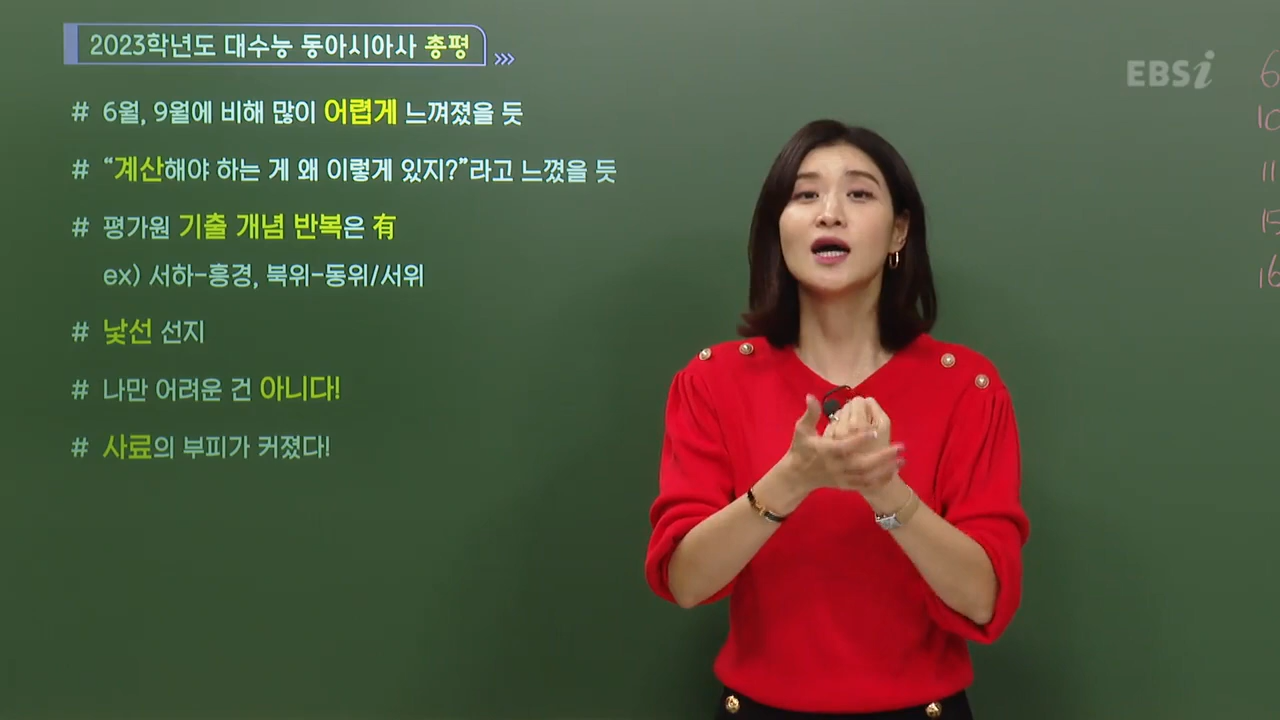 2023학년도 대수능 동아시아사 총평
EBSi
# 6월, 9월에 비해 많이 어렵게 느껴졌을 듯
# “계산해야 하는 게 왜 이렇게 있지?”라고 느꼈을 듯
# 평가원 기출 개념 반복은 有
ex) 서하-흥경, 북위-동위/서위
# 낯선 선지
# 나만 어려운 건 아니다!
# 사료의 부피가 커졌다!
6
10
11
15
16